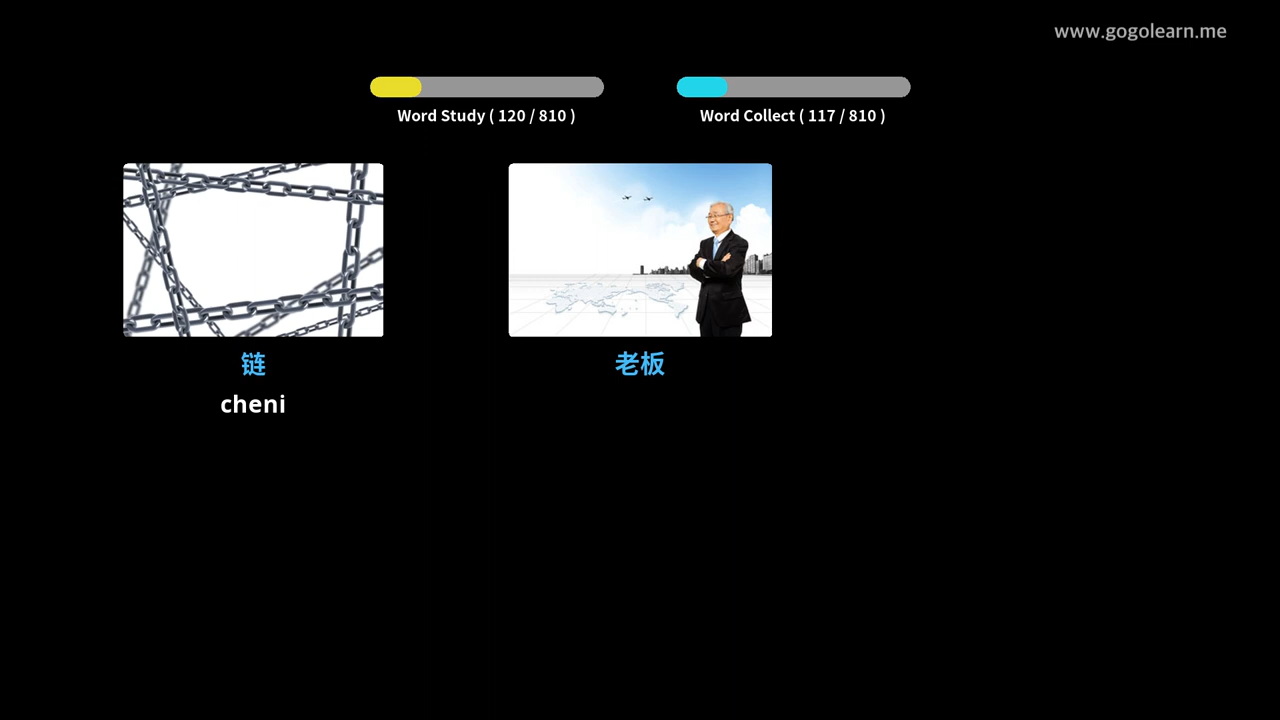 www.gogolearn.me
Word Study ( 120 / 810 )
Word Collect ( 117 / 810 )
链
老板
cheni